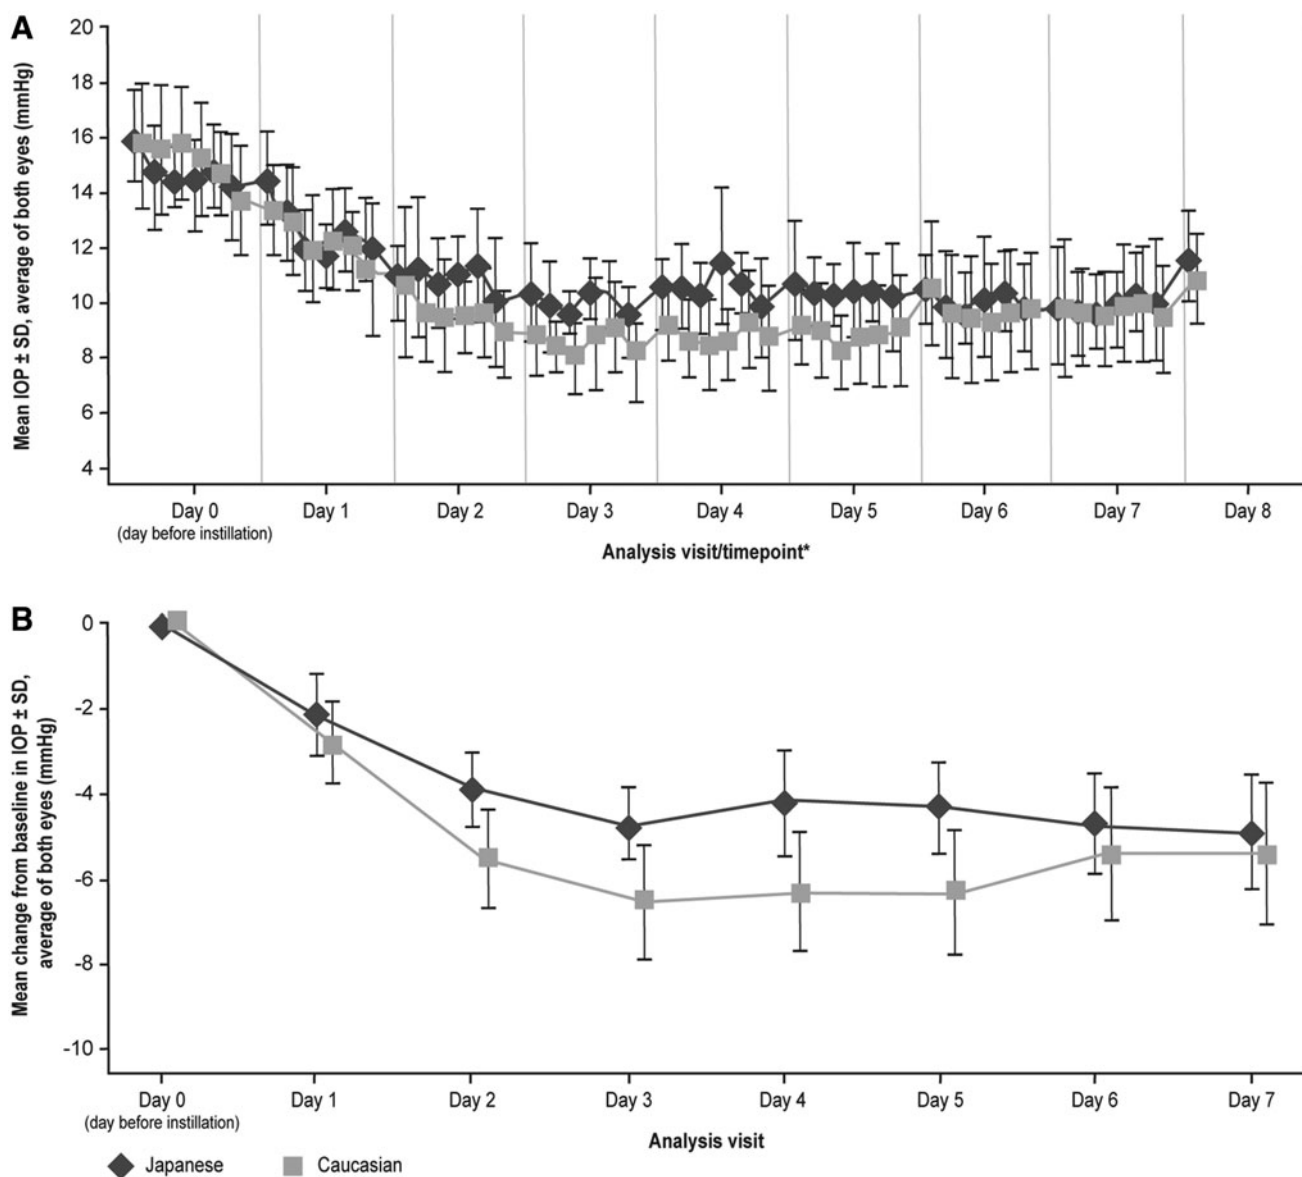 A
Mean IOP ± SD, average of both eyes (mmHg)
20
18
16
14
12
10
8
6
4
Day 0
(day before instillation)
Day 1
Day 2
Day 3
Day 4
Day 5
Day 6
Day 7
Day 8
Analysis visit/timepoint*
B
Mean change from baseline in IOP ± SD,
average of both eyes (mmHg)
0
-2
-4
-6
-8
-10
Day 0
(day before instillation)
Day 1
Day 2
Day 3
Day 4
Day 5
Day 6
Day 7
Analysis visit
Japanese
Caucasian